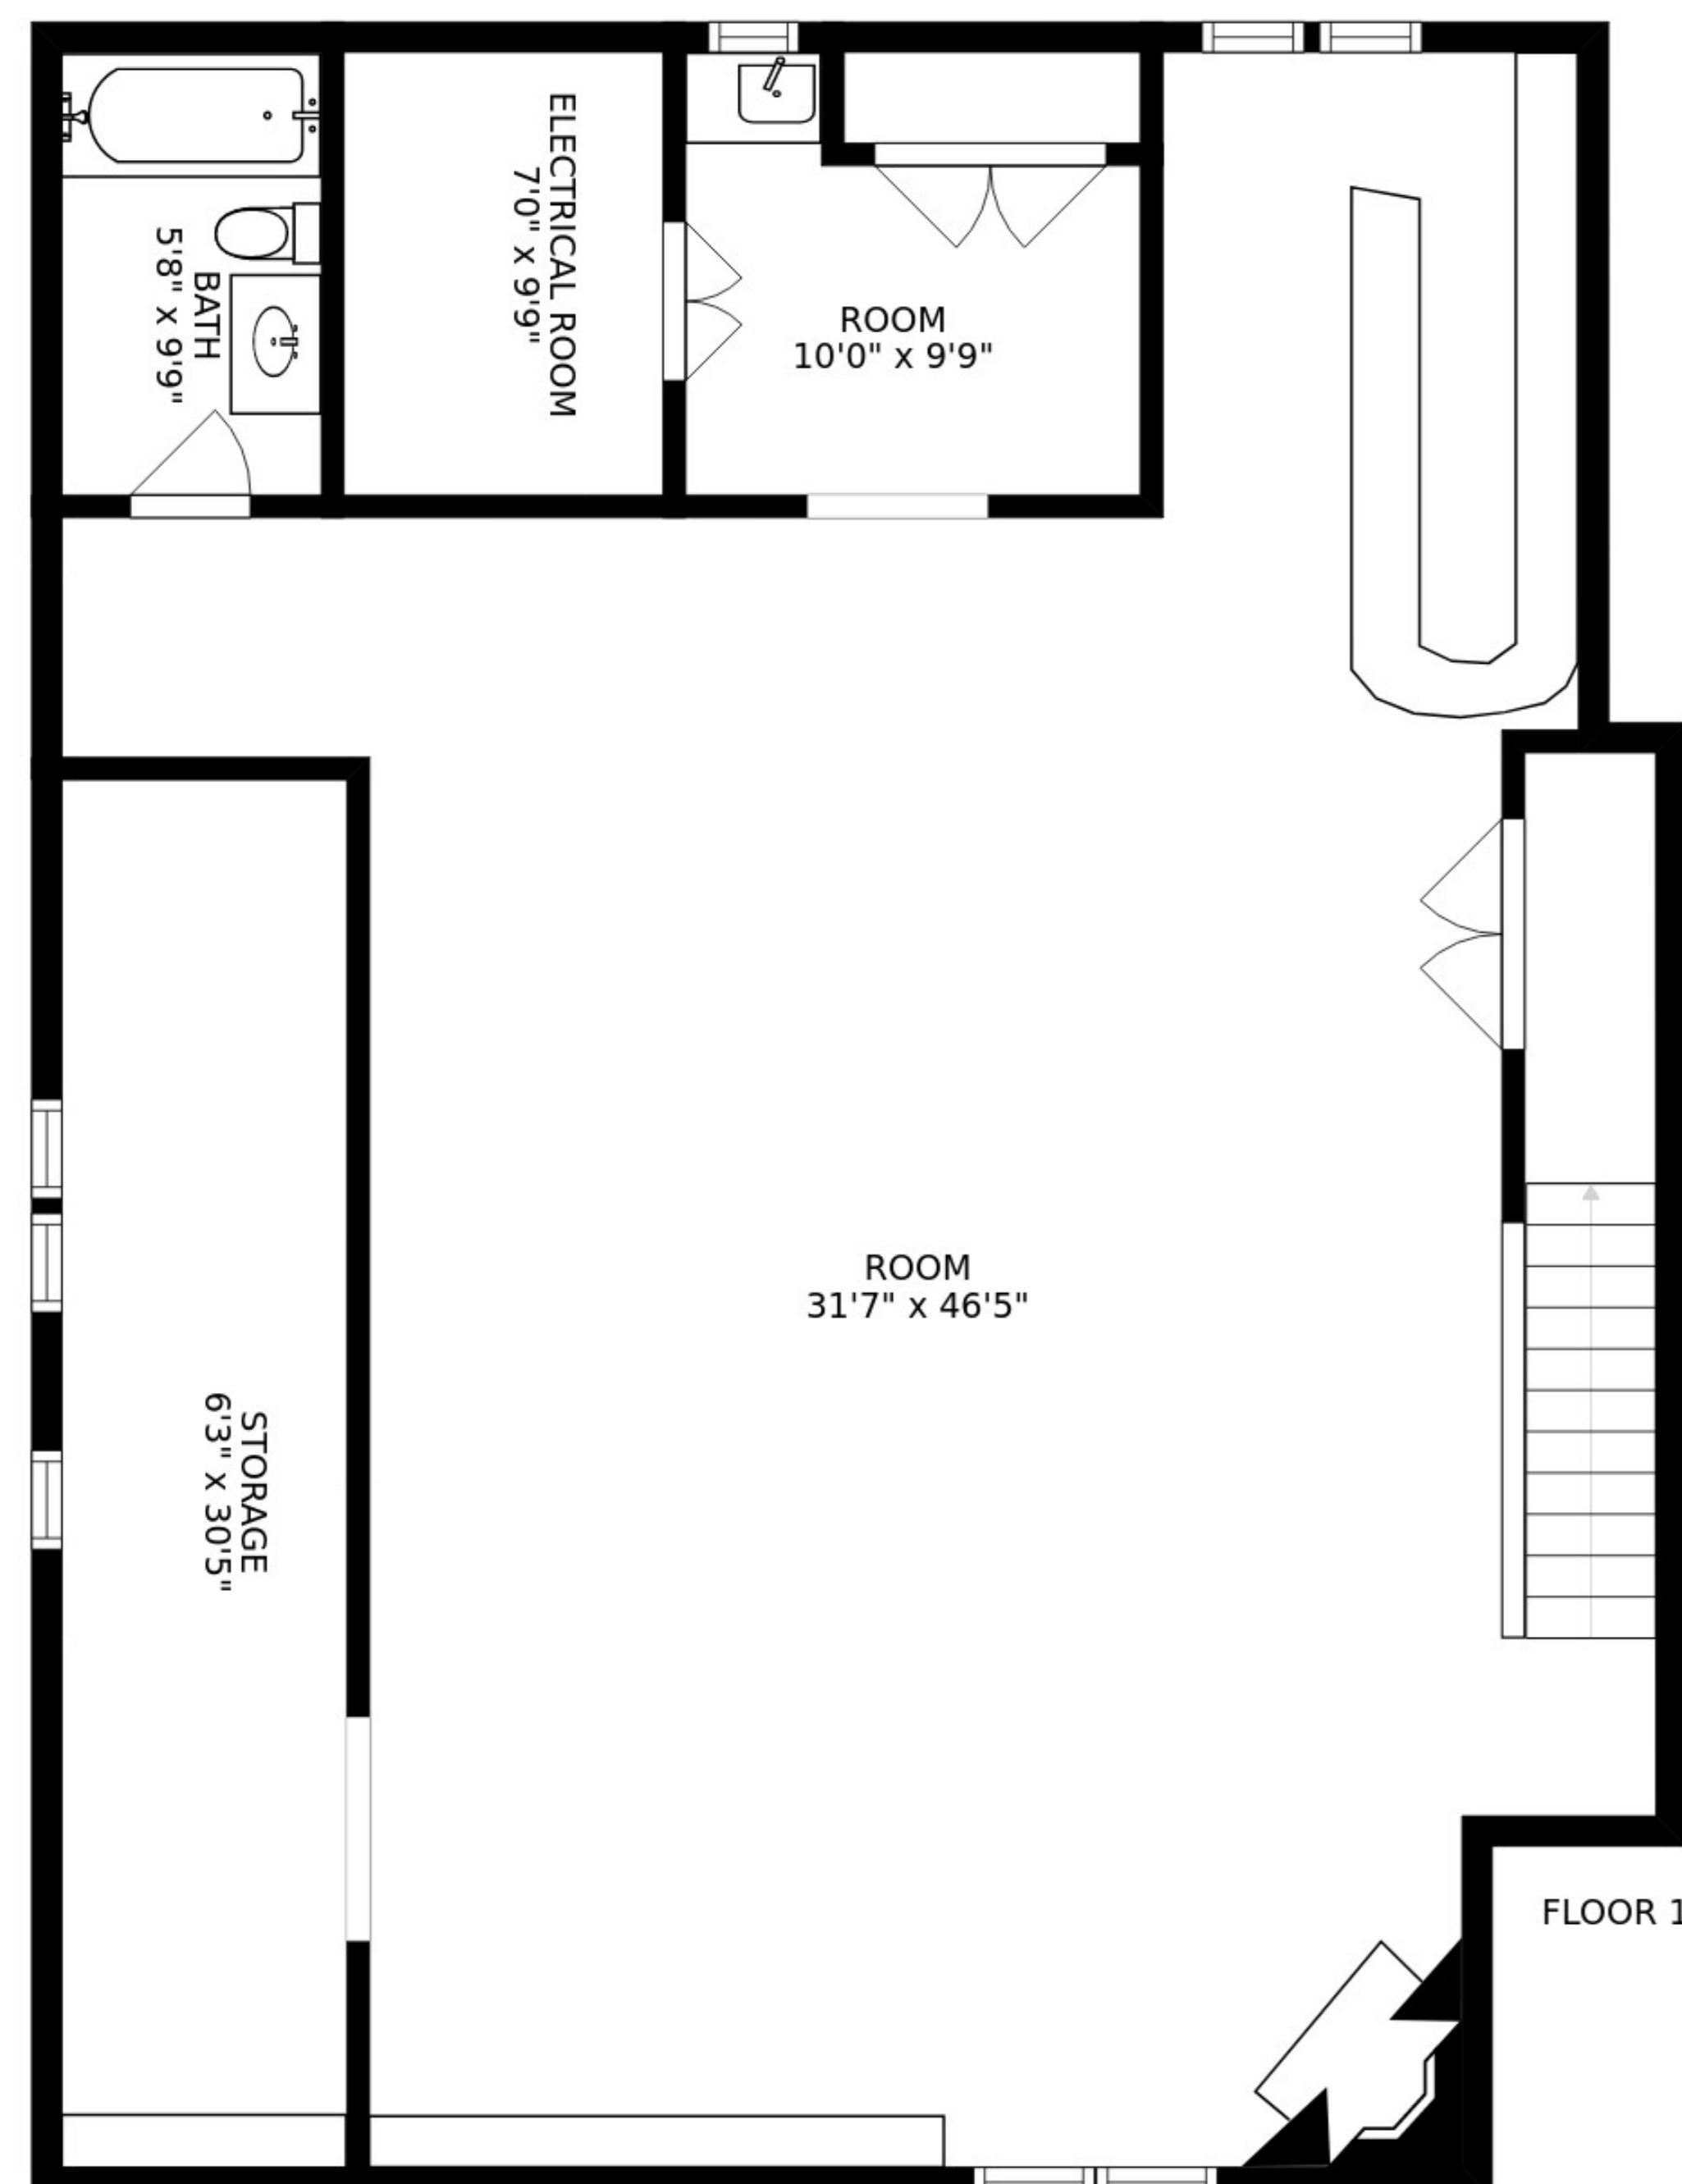 ELECTRICAL ROOM
7'0" x 9'9"
BATH
5'8" x 9'9"
ROOM
10'0" x 9'9"
ROOM
31'7" x 46'5"
STORAGE
6'3" x 30'5"
FLOOR 1